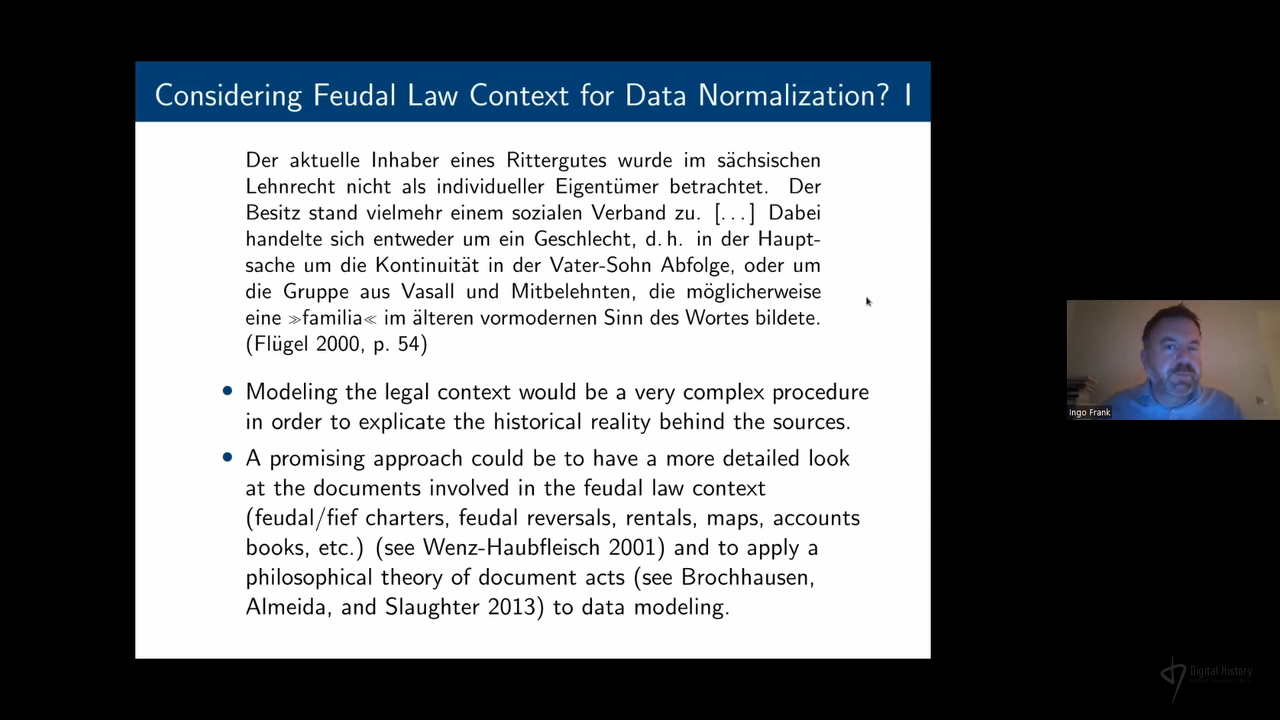 Considering Feudal Law Context for Data Normalization? I
Der aktuelle Inhaber eines Rittergutes wurde im sächsischen
Lehnrecht nicht als individueller Eigentümer betrachtet. Der
Besitz stand vielmehr einem sozialen Verband zu. [...] Dabei
handelte sich entweder um ein Geschlecht, d. h. in der Haupt-
sache um die Kontinuität in der Vater-Sohn Abfolge, oder um
die Gruppe aus Vasall und Mitbelehnten, die möglicherweise
eine »familia« im älteren vormodernen Sinn des Wortes bildete.
(Flügel 2000, p. 54)
• Modeling the legal context would be a very complex procedure
in order to explicate the historical reality behind the sources.
• A promising approach could be to have a more detailed look
at the documents involved in the feudal law context
(feudal/fief charters, feudal reversals, rentals, maps, accounts
books, etc.) (see Wenz-Haubfleisch 2001) and to apply a
philosophical theory of document acts (see Brochhausen,
Almeida, and Slaughter 2013) to data modeling.
Ingo Frank
Digital History